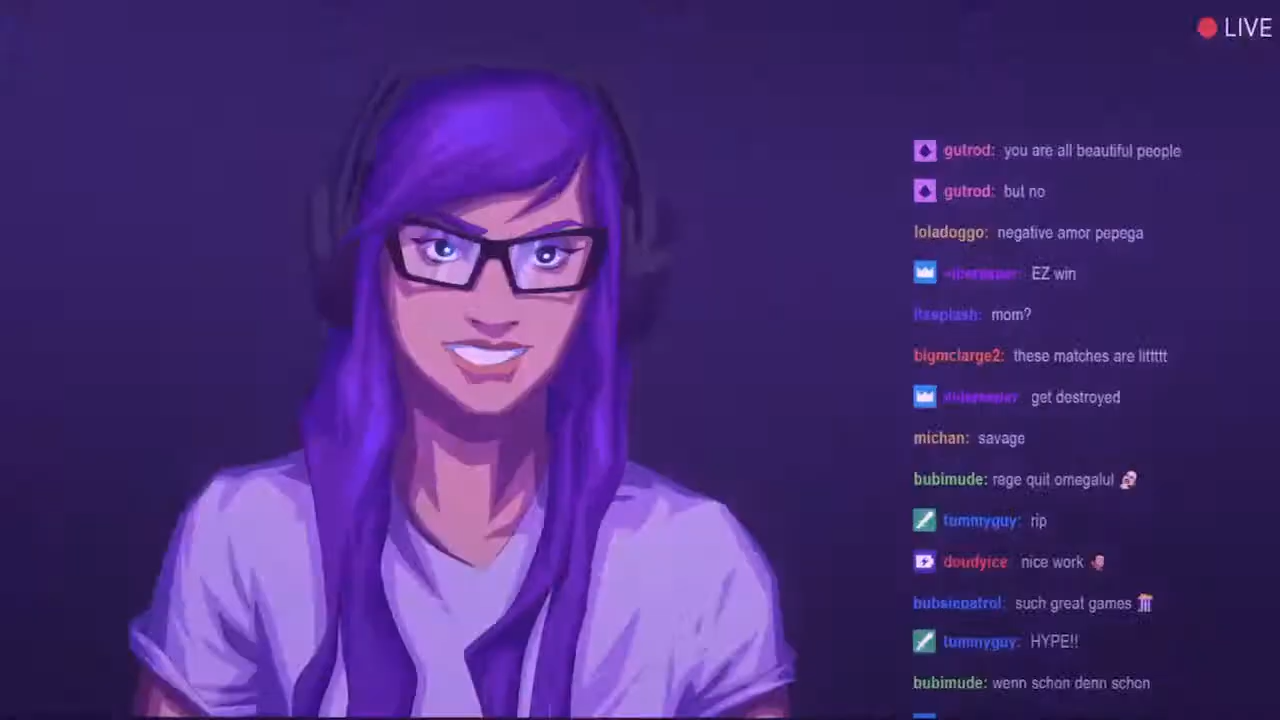 LIVE
gutrod: you are all beautiful people
gutrod: but no
loladoggo: negative amor pepega
EZ win
itssplash: mom?
bigmclarge2: these matches are litttttt
get destroyed
michan: savage
bubimude: rage quit omegalul
tummyguy: rip
doudyice nice work
bubsicpatrol: such great games
tummyguy: HYPE!!
bubimude: wenn schon denn schon